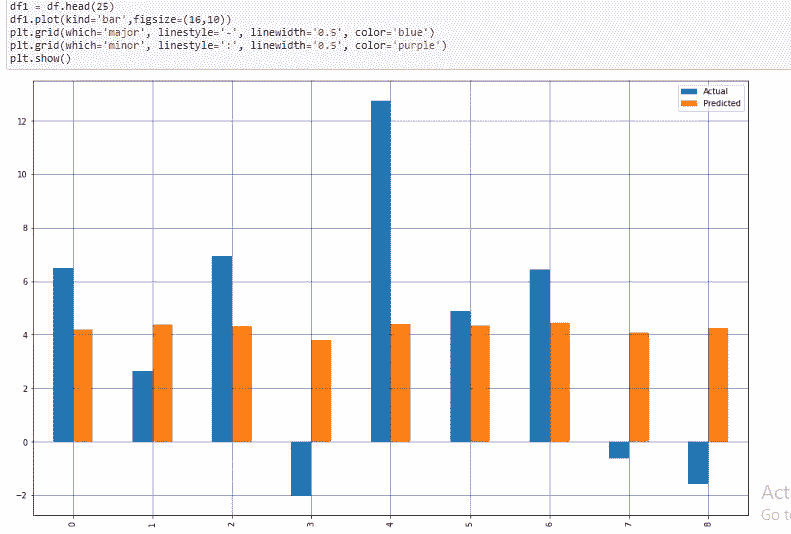 df1 = df.head(25)
df1.plot(kind='bar',figsize=(16,10))
plt.grid(which='major', linestyle='-', linewidth='0.5', color='blue')
plt.grid(which='minor', linestyle=':', linewidth='0.5', color='purple')
plt.show()
Actual
Predicted
12
10
8
6
4
2
0
−2
0 1 2 3 4 5 6 7 8
Act
Go to